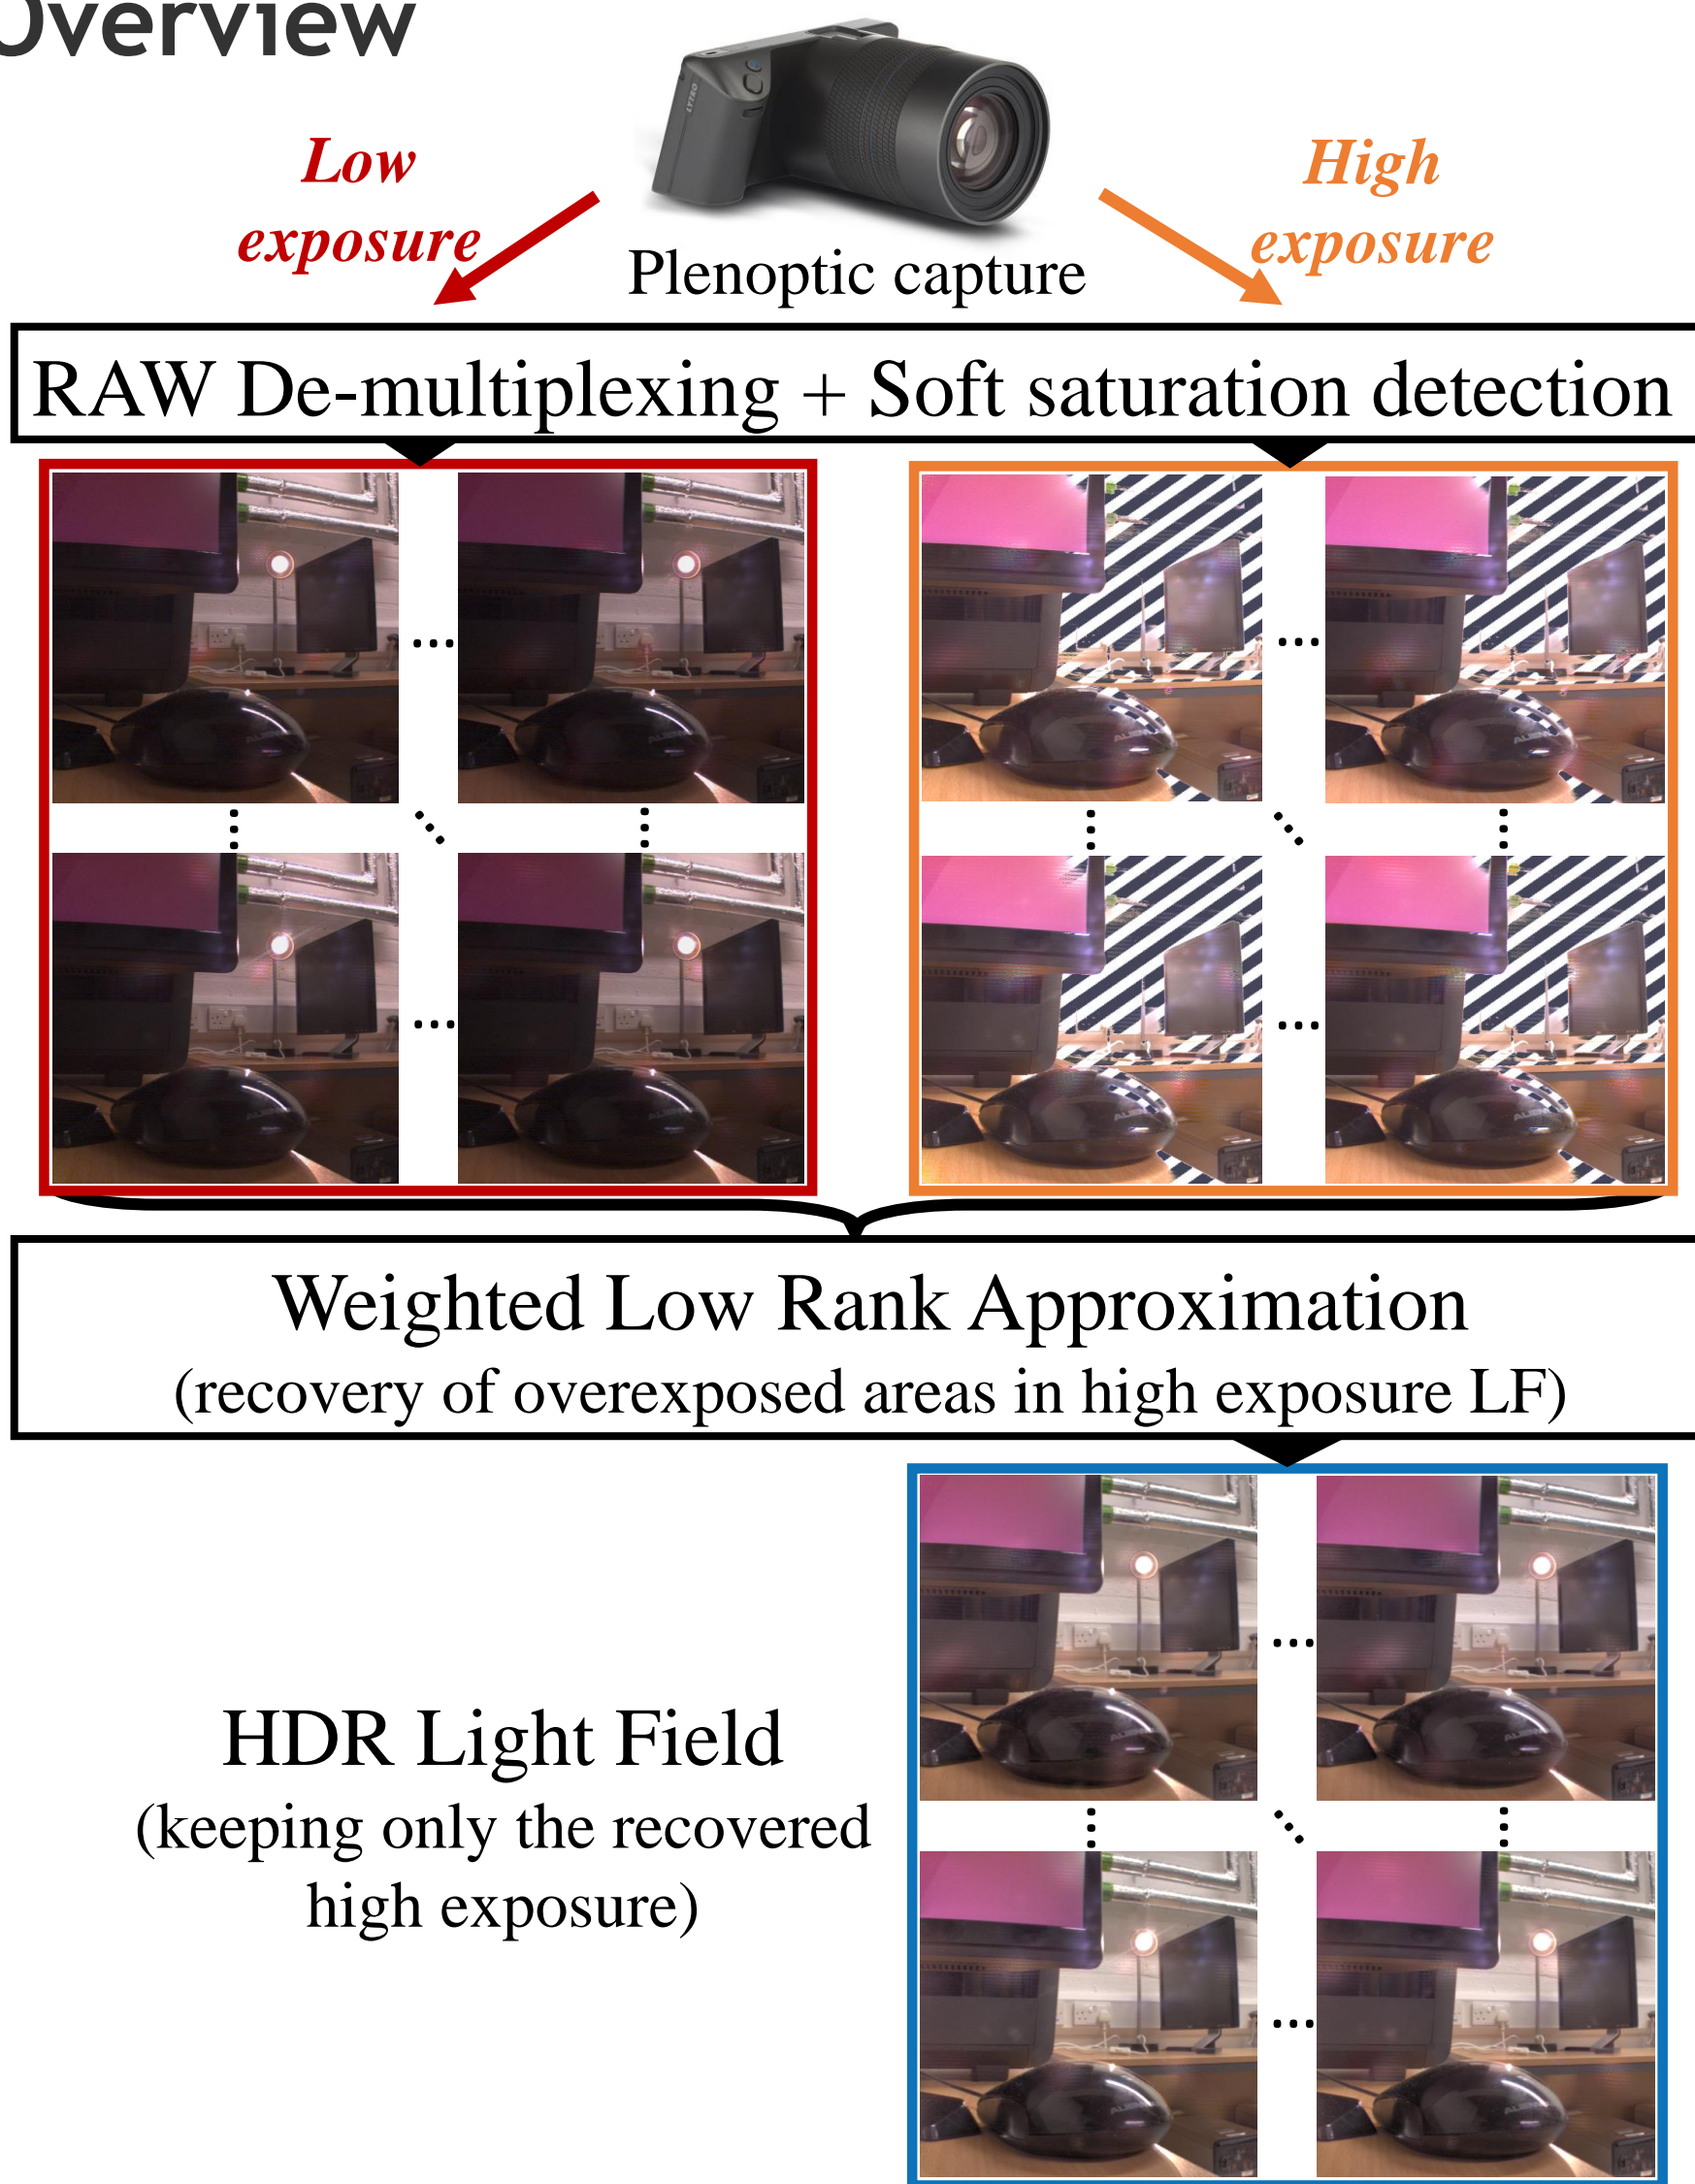 Overview
LYTRO
Low
exposure
High
exposure
Plenoptic capture
RAW De-multiplexing + Soft saturation detection
Weighted Low Rank Approximation
(recovery of overexposed areas in high exposure LF)
HDR Light Field
(keeping only the recovered
high exposure)